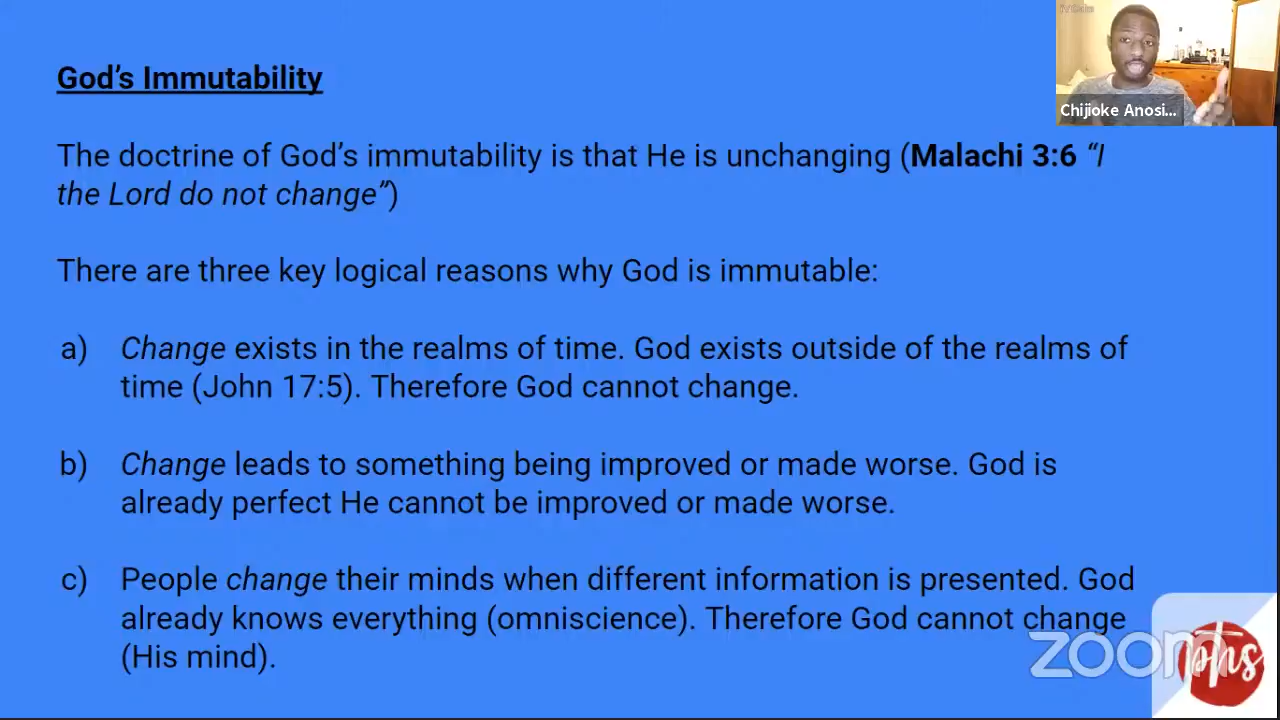 God’s Immutability
Chijioke Anosi...
The doctrine of God’s immutability is that He is unchanging (Malachi 3:6 “I
the Lord do not change”)
There are three key logical reasons why God is immutable:
a) Change exists in the realms of time. God exists outside of the realms of
time (John 17:5). Therefore God cannot change.
b) Change leads to something being improved or made worse. God is
already perfect He cannot be improved or made worse.
c) People change their minds when different information is presented. God
already knows everything (omniscience). Therefore God cannot change
(His mind).
zoom
pths